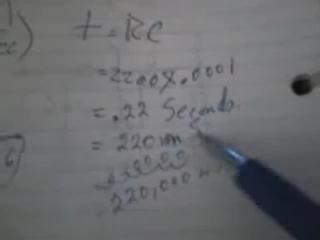 t = RC
= 2200 x .0001
= .22 Seconds.
= 220 m S
220,000